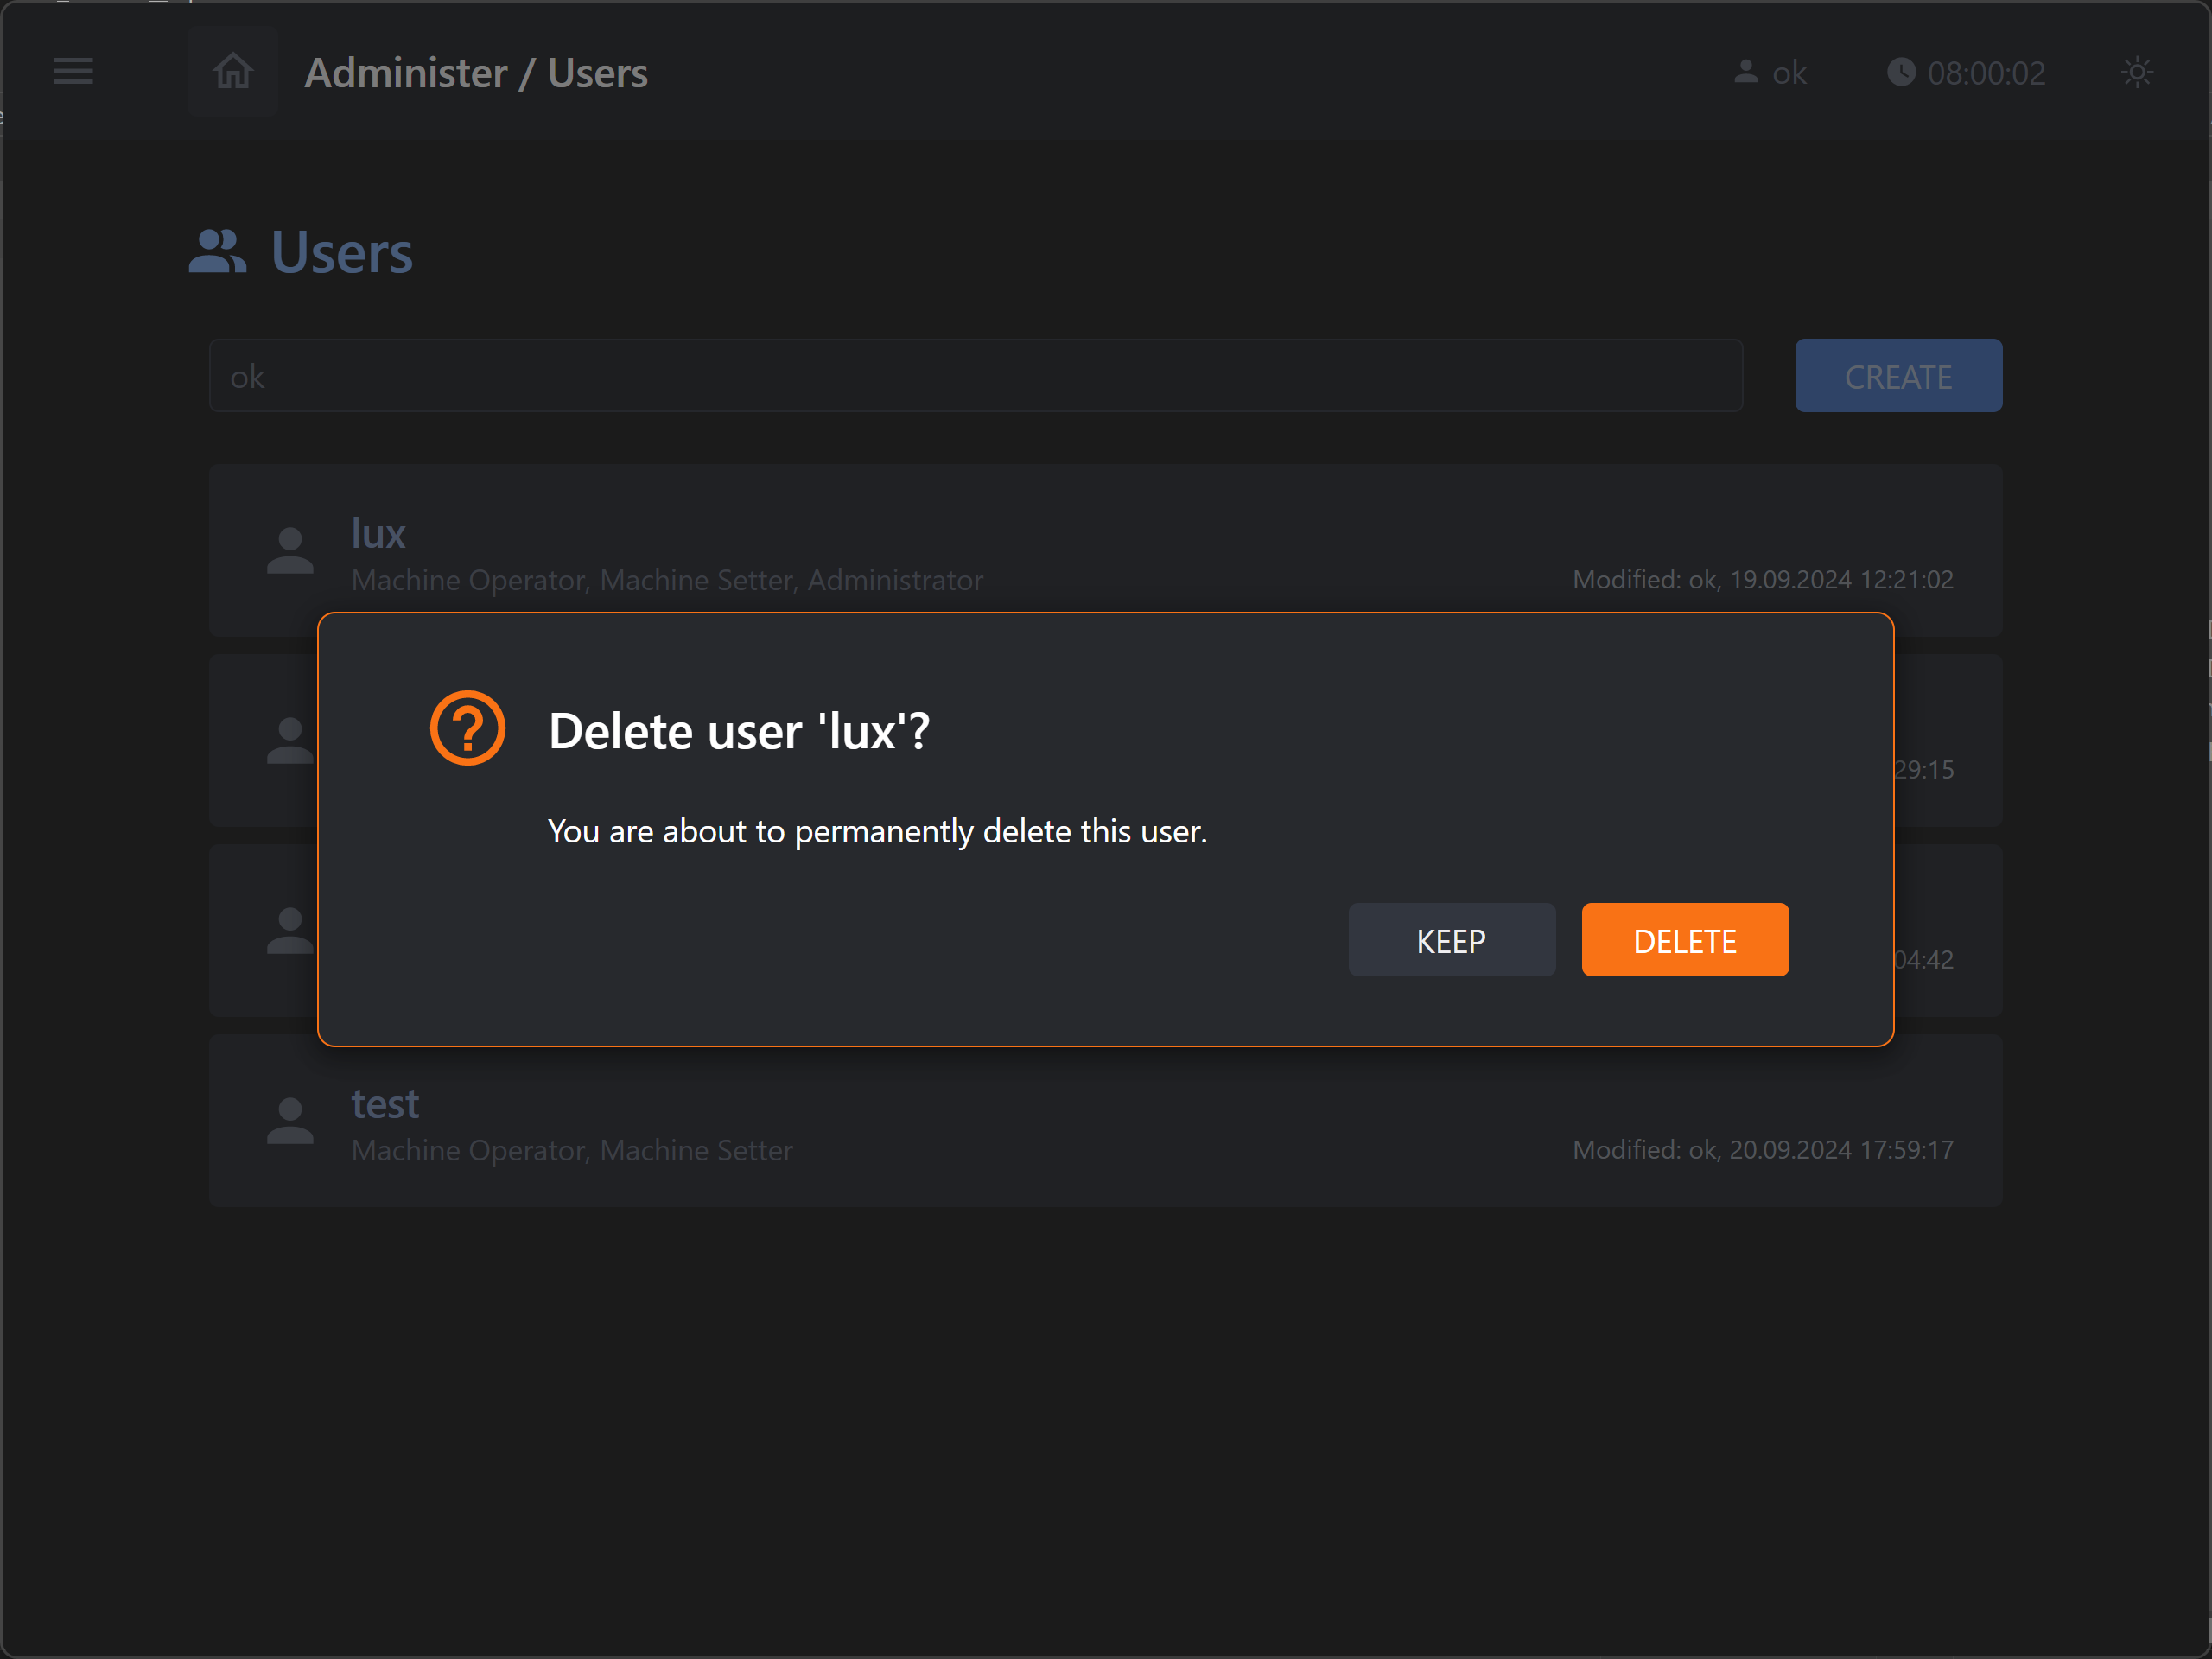 Administer / Users
ok
08:00:02
Users
ok
CREATE
lux
Machine Operator, Machine Setter, Administrator
Modified: ok, 19.09.2024 12:21:02
Delete user 'lux'?
29:15
You are about to permanently delete this user.
KEEP
DELETE
04:42
test
Machine Operator, Machine Setter
Modified: ok, 20.09.2024 17:59:17